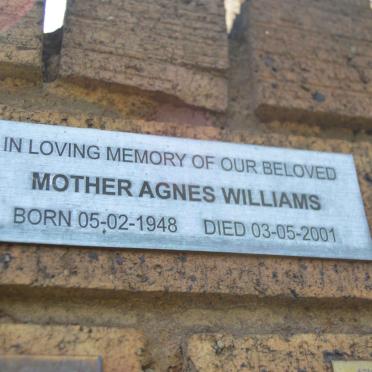 IN LOVING MEMORY OF OUR BELOVED
MOTHER AGNES WILLIAMS
BORN 05-02-1948 DIED 03-05-2001